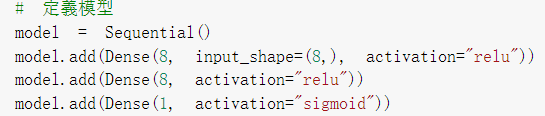 # 定義模型
model = Sequential()
model.add(Dense(8, input_shape=(8,), activation="relu"))
model.add(Dense(8, activation="relu"))
model.add(Dense(1, activation="sigmoid"))